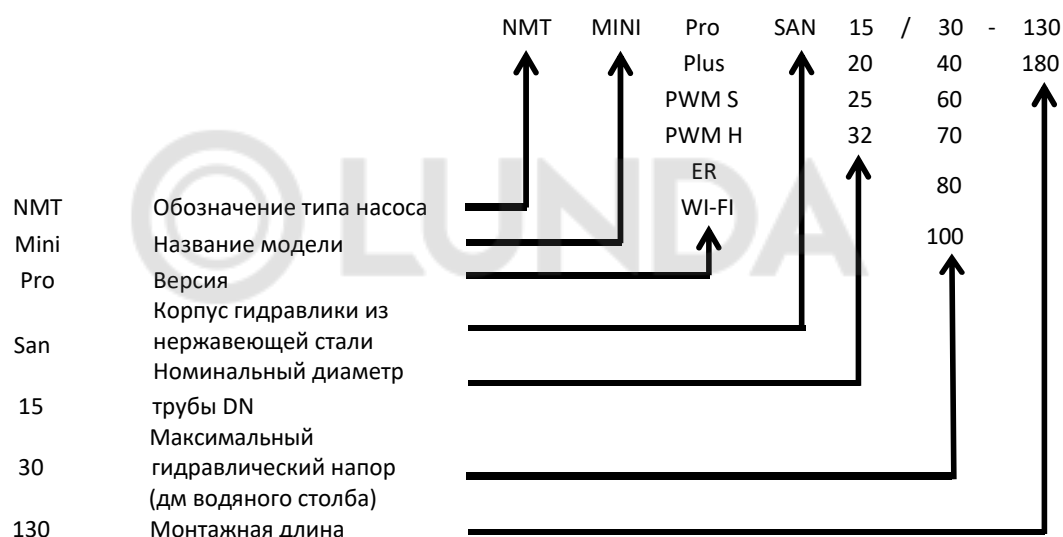 NMT MINI Pro SAN 15 / 30 - 130
Plus 20 40 180
PWM S 25 60
PWM H 32 70
ER
80
WI-FI
100
LUNDA
NMT Обозначение типа насоса
Mini Название модели
Pro Версия
Корпус гидравлики из
San нержавеющей стали
Номинальный диаметр
15 трубы DN
Максимальный
30 гидравлический напор
(дм водяного столба)
130 Монтажная длина